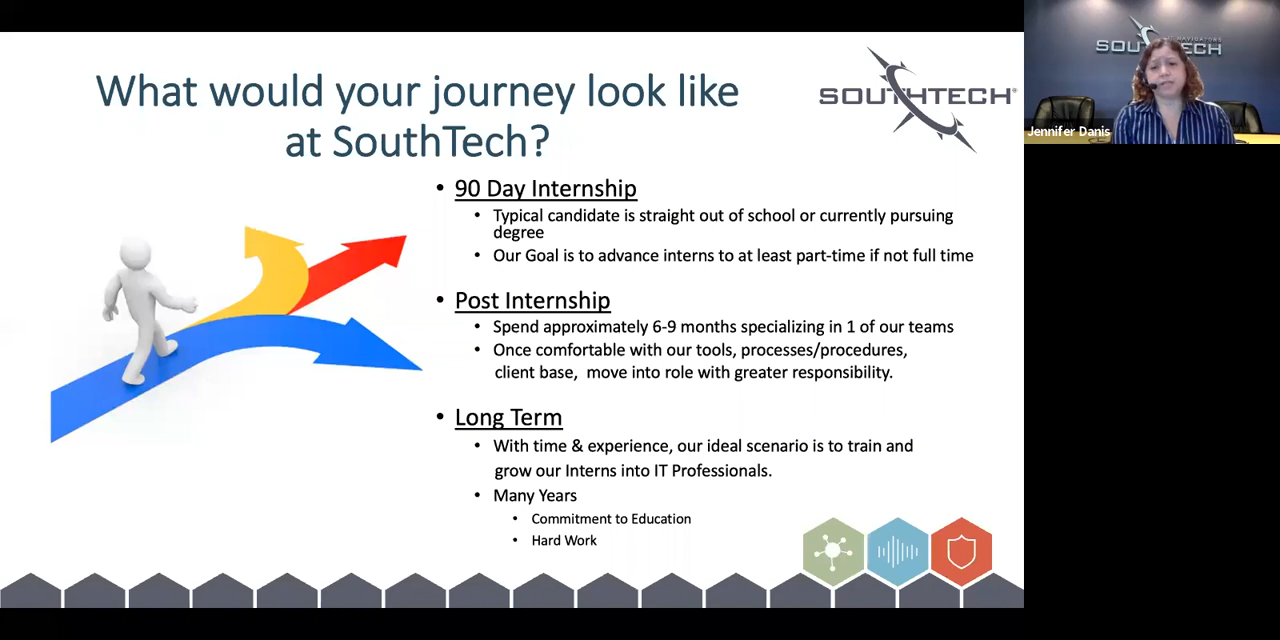 What would your journey look like
at SouthTech?
SOUTHTECH®
• 90 Day Internship
• Typical candidate is straight out of school or currently pursuing
degree
• Our Goal is to advance interns to at least part-time if not full time
• Post Internship
• Spend approximately 6-9 months specializing in 1 of our teams
• Once comfortable with our tools, processes/procedures,
client base, move into role with greater responsibility.
• Long Term
• With time & experience, our ideal scenario is to train and
grow our Interns into IT Professionals.
• Many Years
• Commitment to Education
• Hard Work
NAVIGATORS
SOUTHTECH
Jennifer Danis